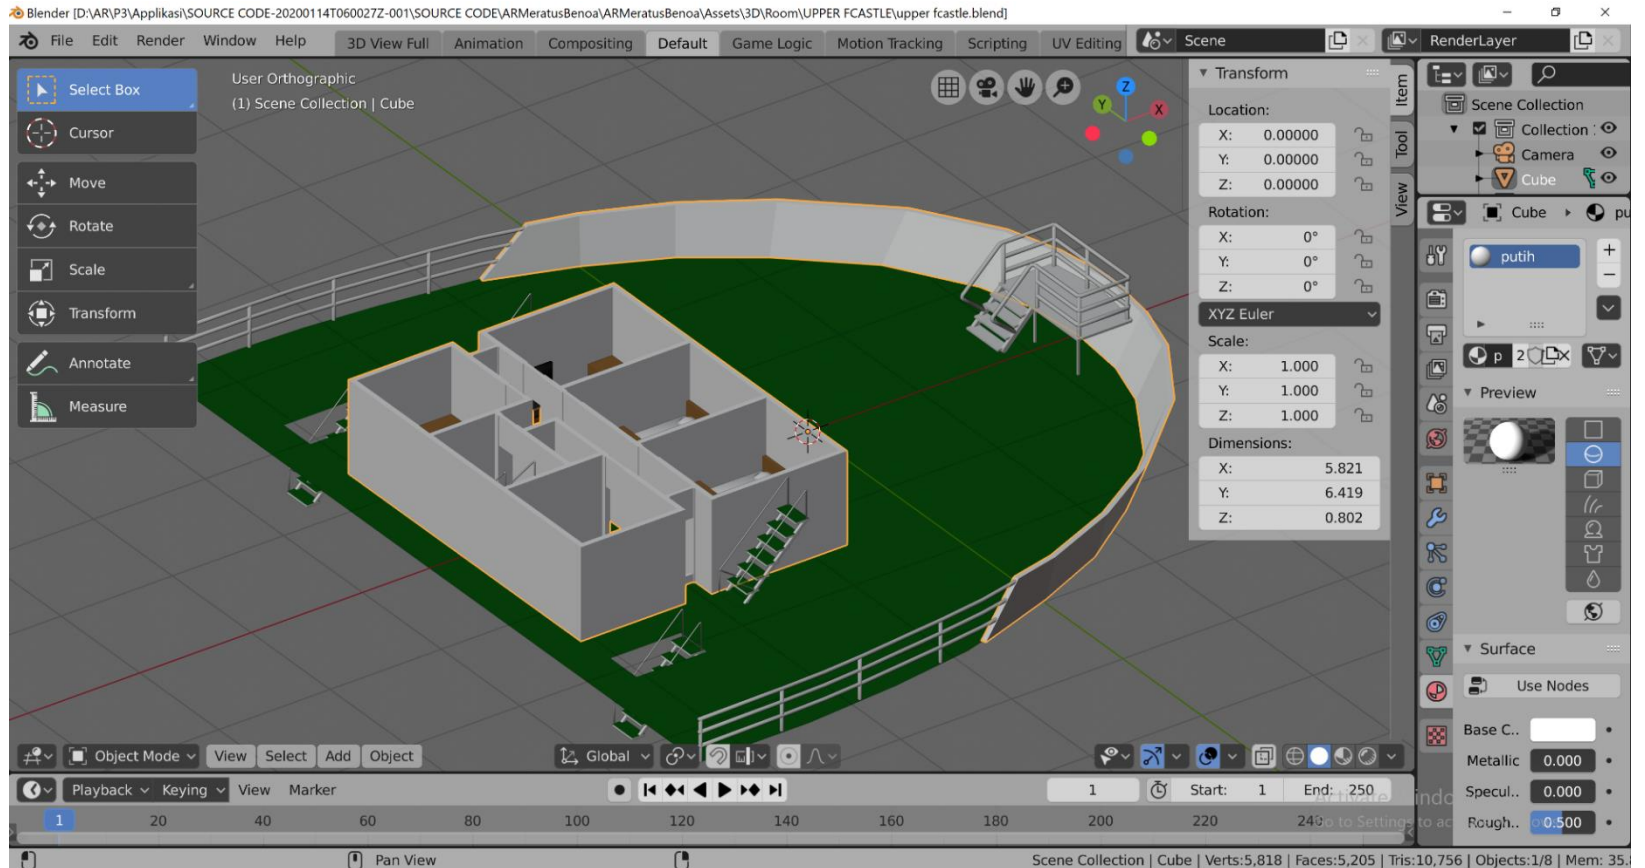 Blender [D:\AR\P3\Applikasi\SOURCE CODE-20200114T060027Z-001\SOURCE CODE\ARMeratusBenoa\ARMeratusBenoa\Assets\3D\Room\UPPER FCASTLE\upper fcastle.blend]
File Edit Render Window Help 3D View Full Animation Compositing Default Game Logic Motion Tracking Scripting UV Editing Scene RenderLayer
Select Box
Cursor
Move
Rotate
Scale
Transform
Annotate
Measure
User Orthographic
(1) Scene Collection | Cube
Z
Y
X
Transform
Location:
X: 0.00000
Y: 0.00000
Z: 0.00000
Rotation:
X: 0°
Y: 0°
Z: 0°
XYZ Euler
Scale:
X: 1.000
Y: 1.000
Z: 1.000
Dimensions:
X: 5.821
Y: 6.419
Z: 0.802
Item
Tool
View
Scene Collection
Collection
Camera
Cube
Cube pu
putih
p 2
Preview
Surface
Use Nodes
Base C..
Metallic 0.000
Specul.. 0.000
Rough.. 0.500
Object Mode View Select Add Object Global
Playback Keying View Marker 1 Start: 1 End: 250
1 20 40 60 80 100 120 140 160 180 200 220 240
Pan View Scene Collection | Cube | Verts:5,818 | Faces:5,205 | Tris:10,756 | Objects:1/8 | Mem: 35.